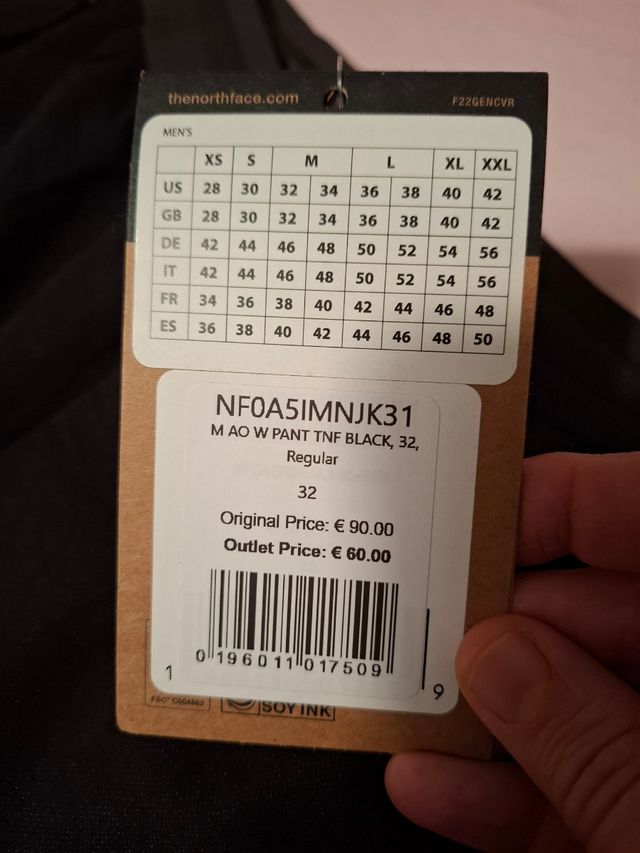 thenorthface.com F22GENCVR
MEN'S
XS S M L XL XXL
US 28 30 32 34 36 38 40 42
GB 28 30 32 34 36 38 40 42
DE 42 44 46 48 50 52 54 56
IT 42 44 46 48 50 52 54 56
FR 34 36 38 40 42 44 46 48
ES 36 38 40 42 44 46 48 50
NF0A5IMNJK31
M AO W PANT TNF BLACK, 32,
Regular
32
Original Price: € 90.00
Outlet Price: € 60.00
0 196011 017509
1 9
FSC® C004662
SOY INK